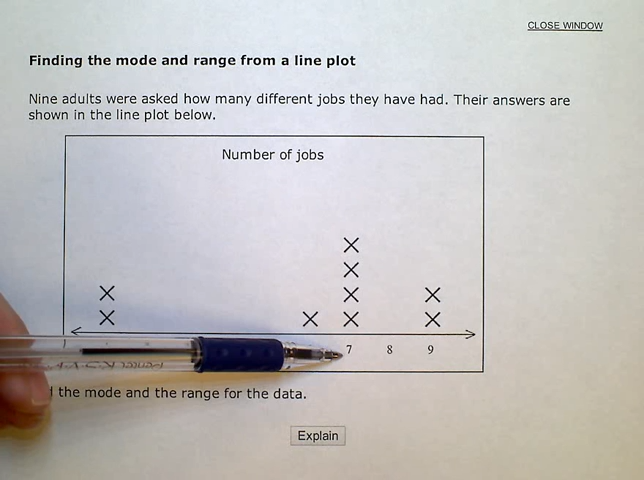 CLOSE WINDOW
Finding the mode and range from a line plot
Nine adults were asked how many different jobs they have had. Their answers are
shown in the line plot below.
Number of jobs
7 8 9
the mode and the range for the data.
Explain